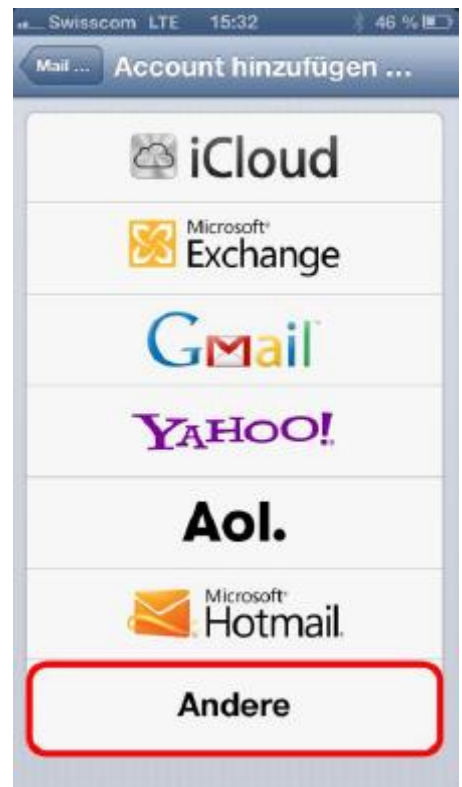 Swisscom LTE 15:32 46 %
Mail ... Account hinzufügen ...
iCloud
Microsoft
Exchange
Gmail
YAHOO!
Aol.
Microsoft
Hotmail
Andere